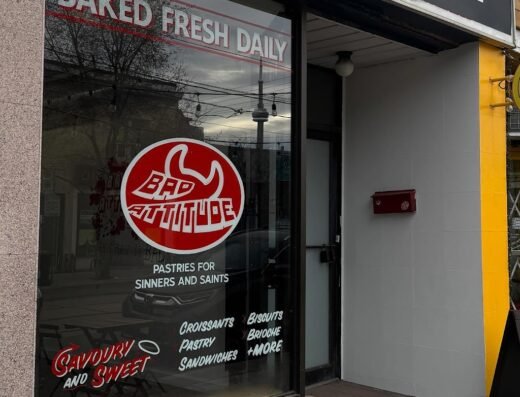 BAKED FRESH DAILY
BAD
ATTITUDE
PASTRIES FOR
SINNERS AND SAINTS
SAVOURY
AND SWEET
CROISSANTS
PASTRY
SANDWICHES
BISCUITS
BRIOCHE
+MORE